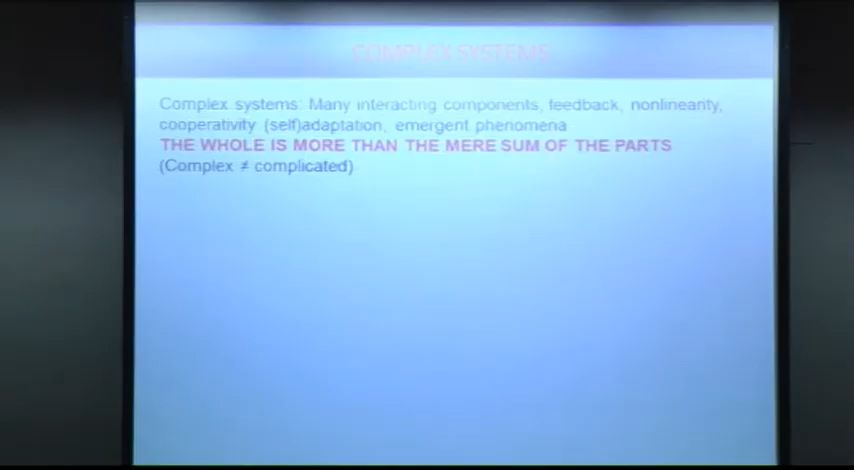 COMPLEX SYSTEMS
Complex systems: Many interacting components, feedback, nonlinearity,
cooperativity (self)adaptation, emergent phenomena
THE WHOLE IS MORE THAN THE MERE SUM OF THE PARTS
(Complex ≠ complicated)